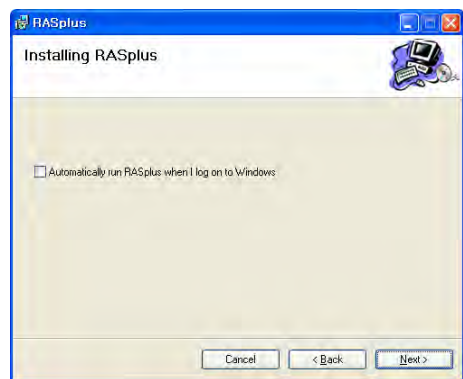 RASplus
Installing RASplus
Automatically run RASplus when I log on to Windows
Cancel
< Back
Next >